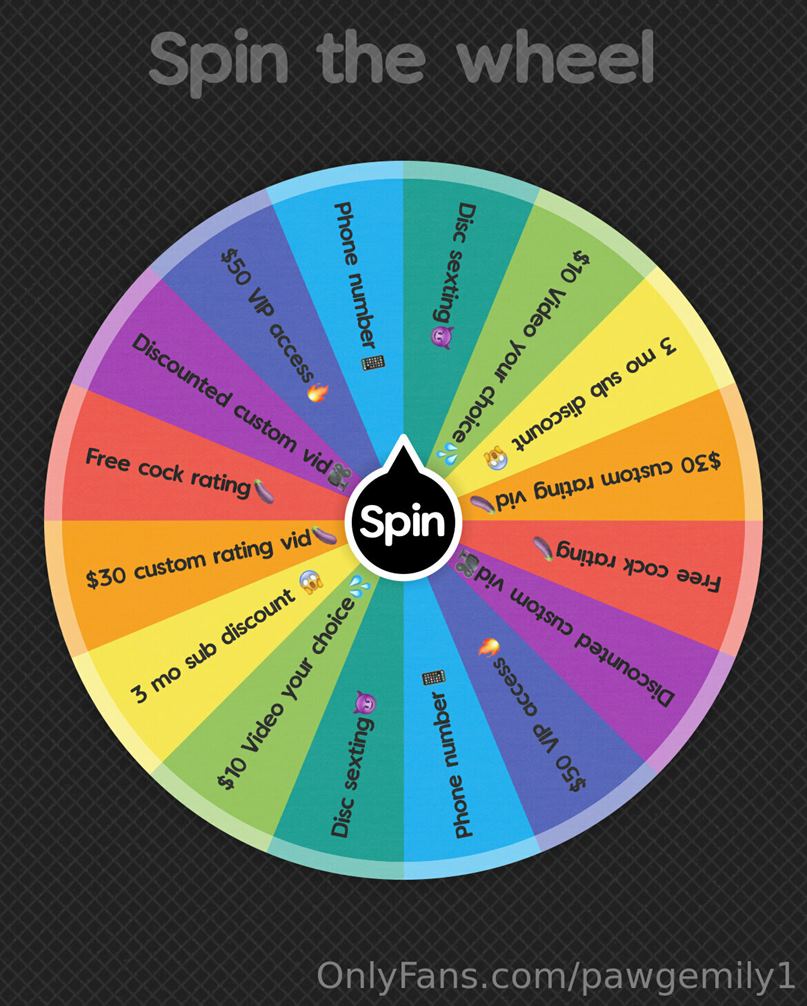 Spin the wheel
Disc sexting😈
$10 Video your choice💦
3 mo sub discount 😱
$30 custom rating vid🍆
Free cock rating🍆
Discounted custom vid🎥
$50 VIP access🔥
Phone number 📱
Disc sexting😈
$10 Video your choice💦
3 mo sub discount 😱
$30 custom rating vid🍆
Free cock rating🍆
Discounted custom vid🎥
$50 VIP access🔥
Phone number 📱
Spin
OnlyFans.com/pawgemily1